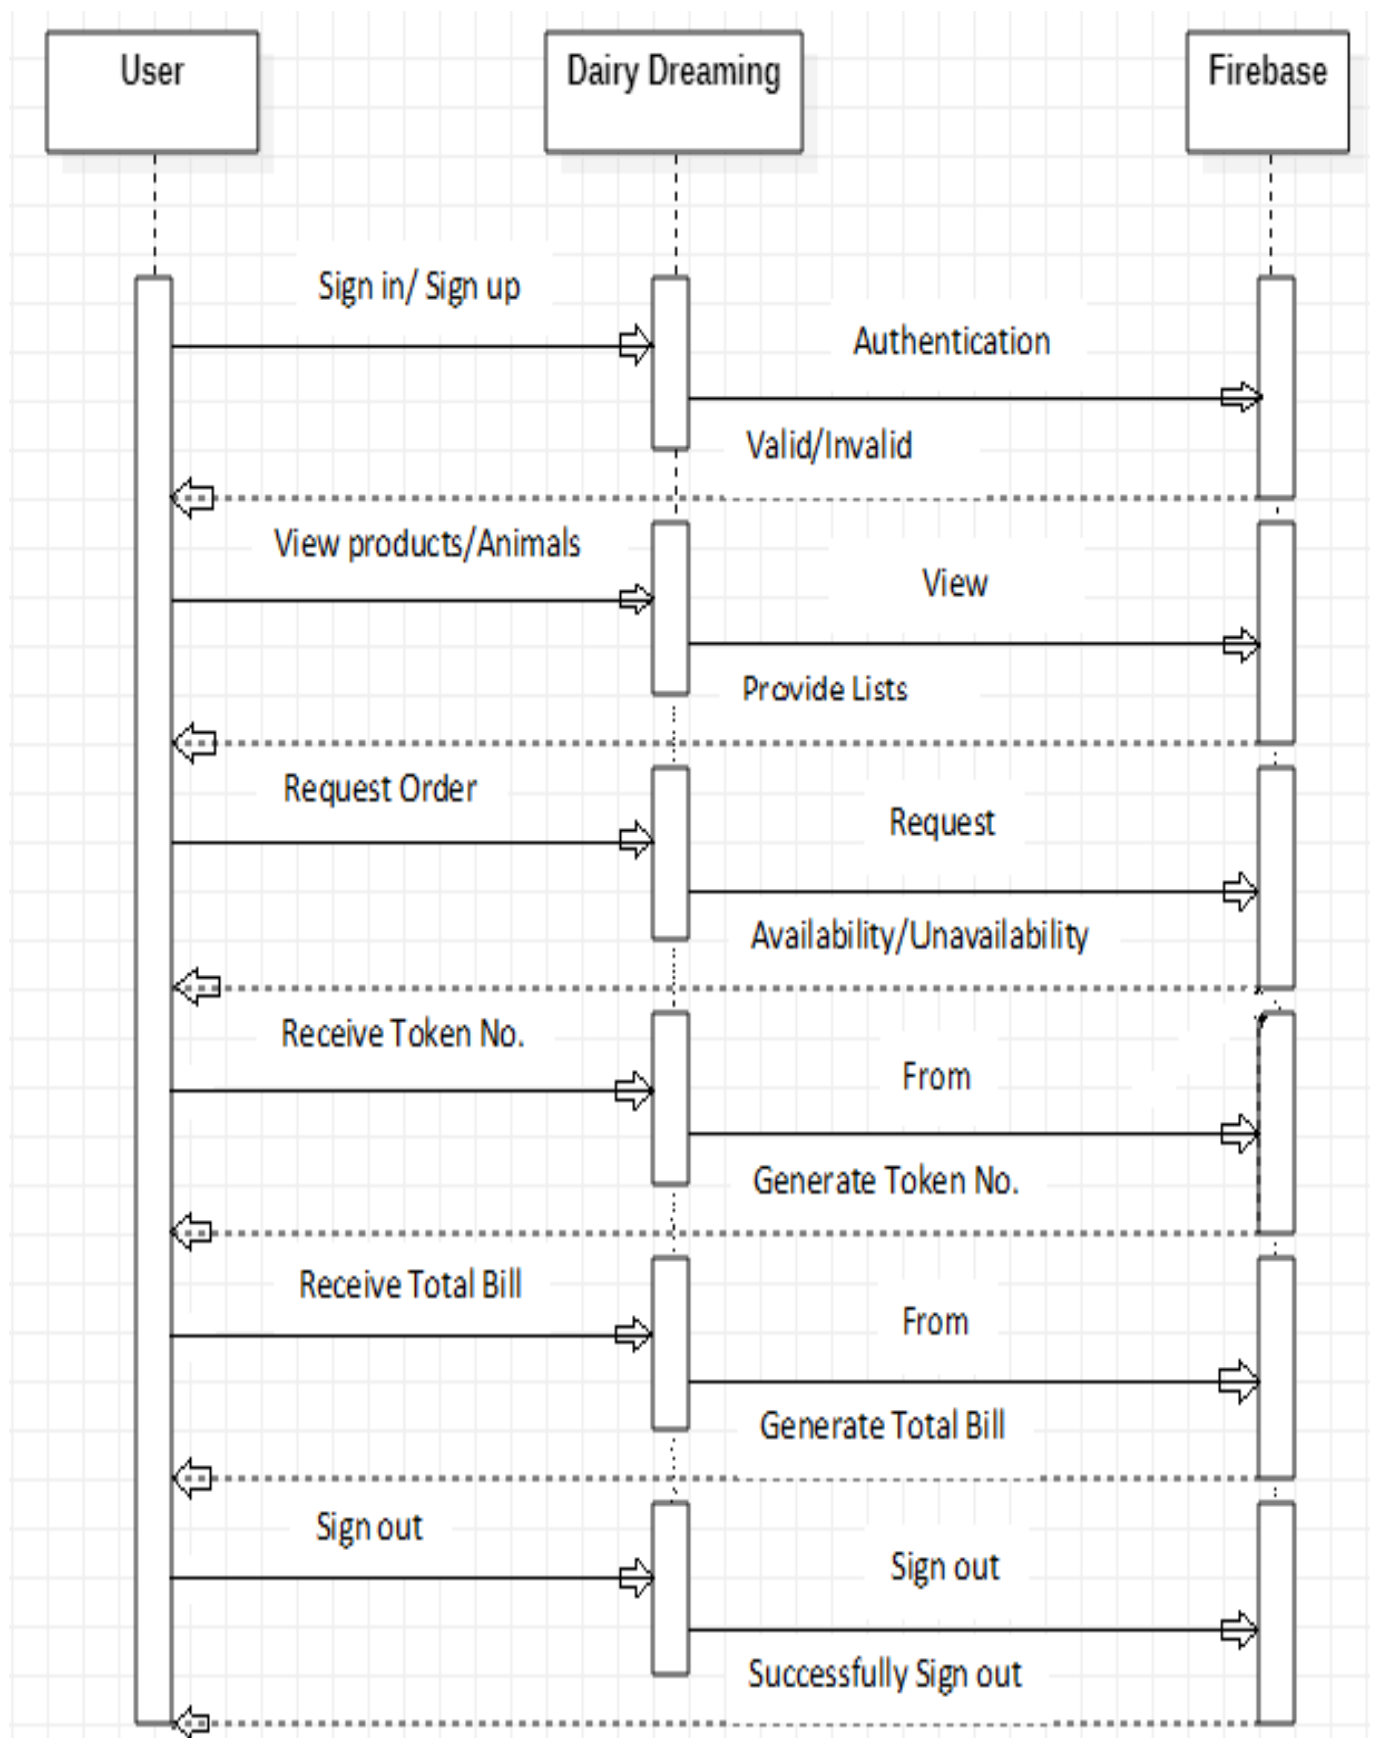 User
Dairy Dreaming
Firebase
Sign in/ Sign up
Authentication
Valid/Invalid
View products/Animals
View
Provide Lists
Request Order
Request
Availability/Unavailability
Receive Token No.
From
Generate Token No.
Receive Total Bill
From
Generate Total Bill
Sign out
Sign out
Successfully Sign out